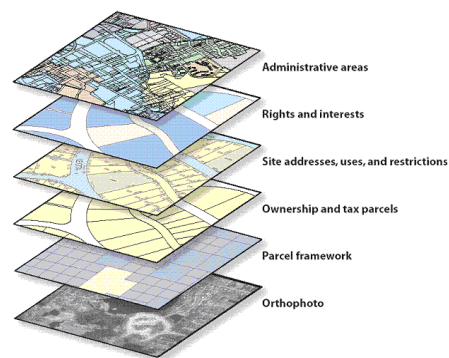 Administrative areas
Rights and interests
Site addresses, uses, and restrictions
Ownership and tax parcels
Parcel framework
Orthophoto